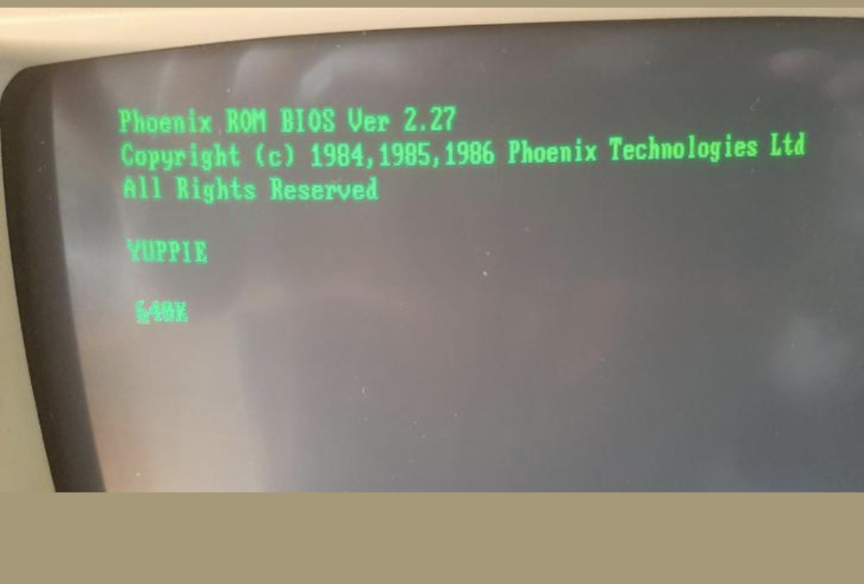 Phoenix ROM BIOS Ver 2.27
Copyright (c) 1984,1985,1986 Phoenix Technologies Ltd
All Rights Reserved
YUPPIE
640K